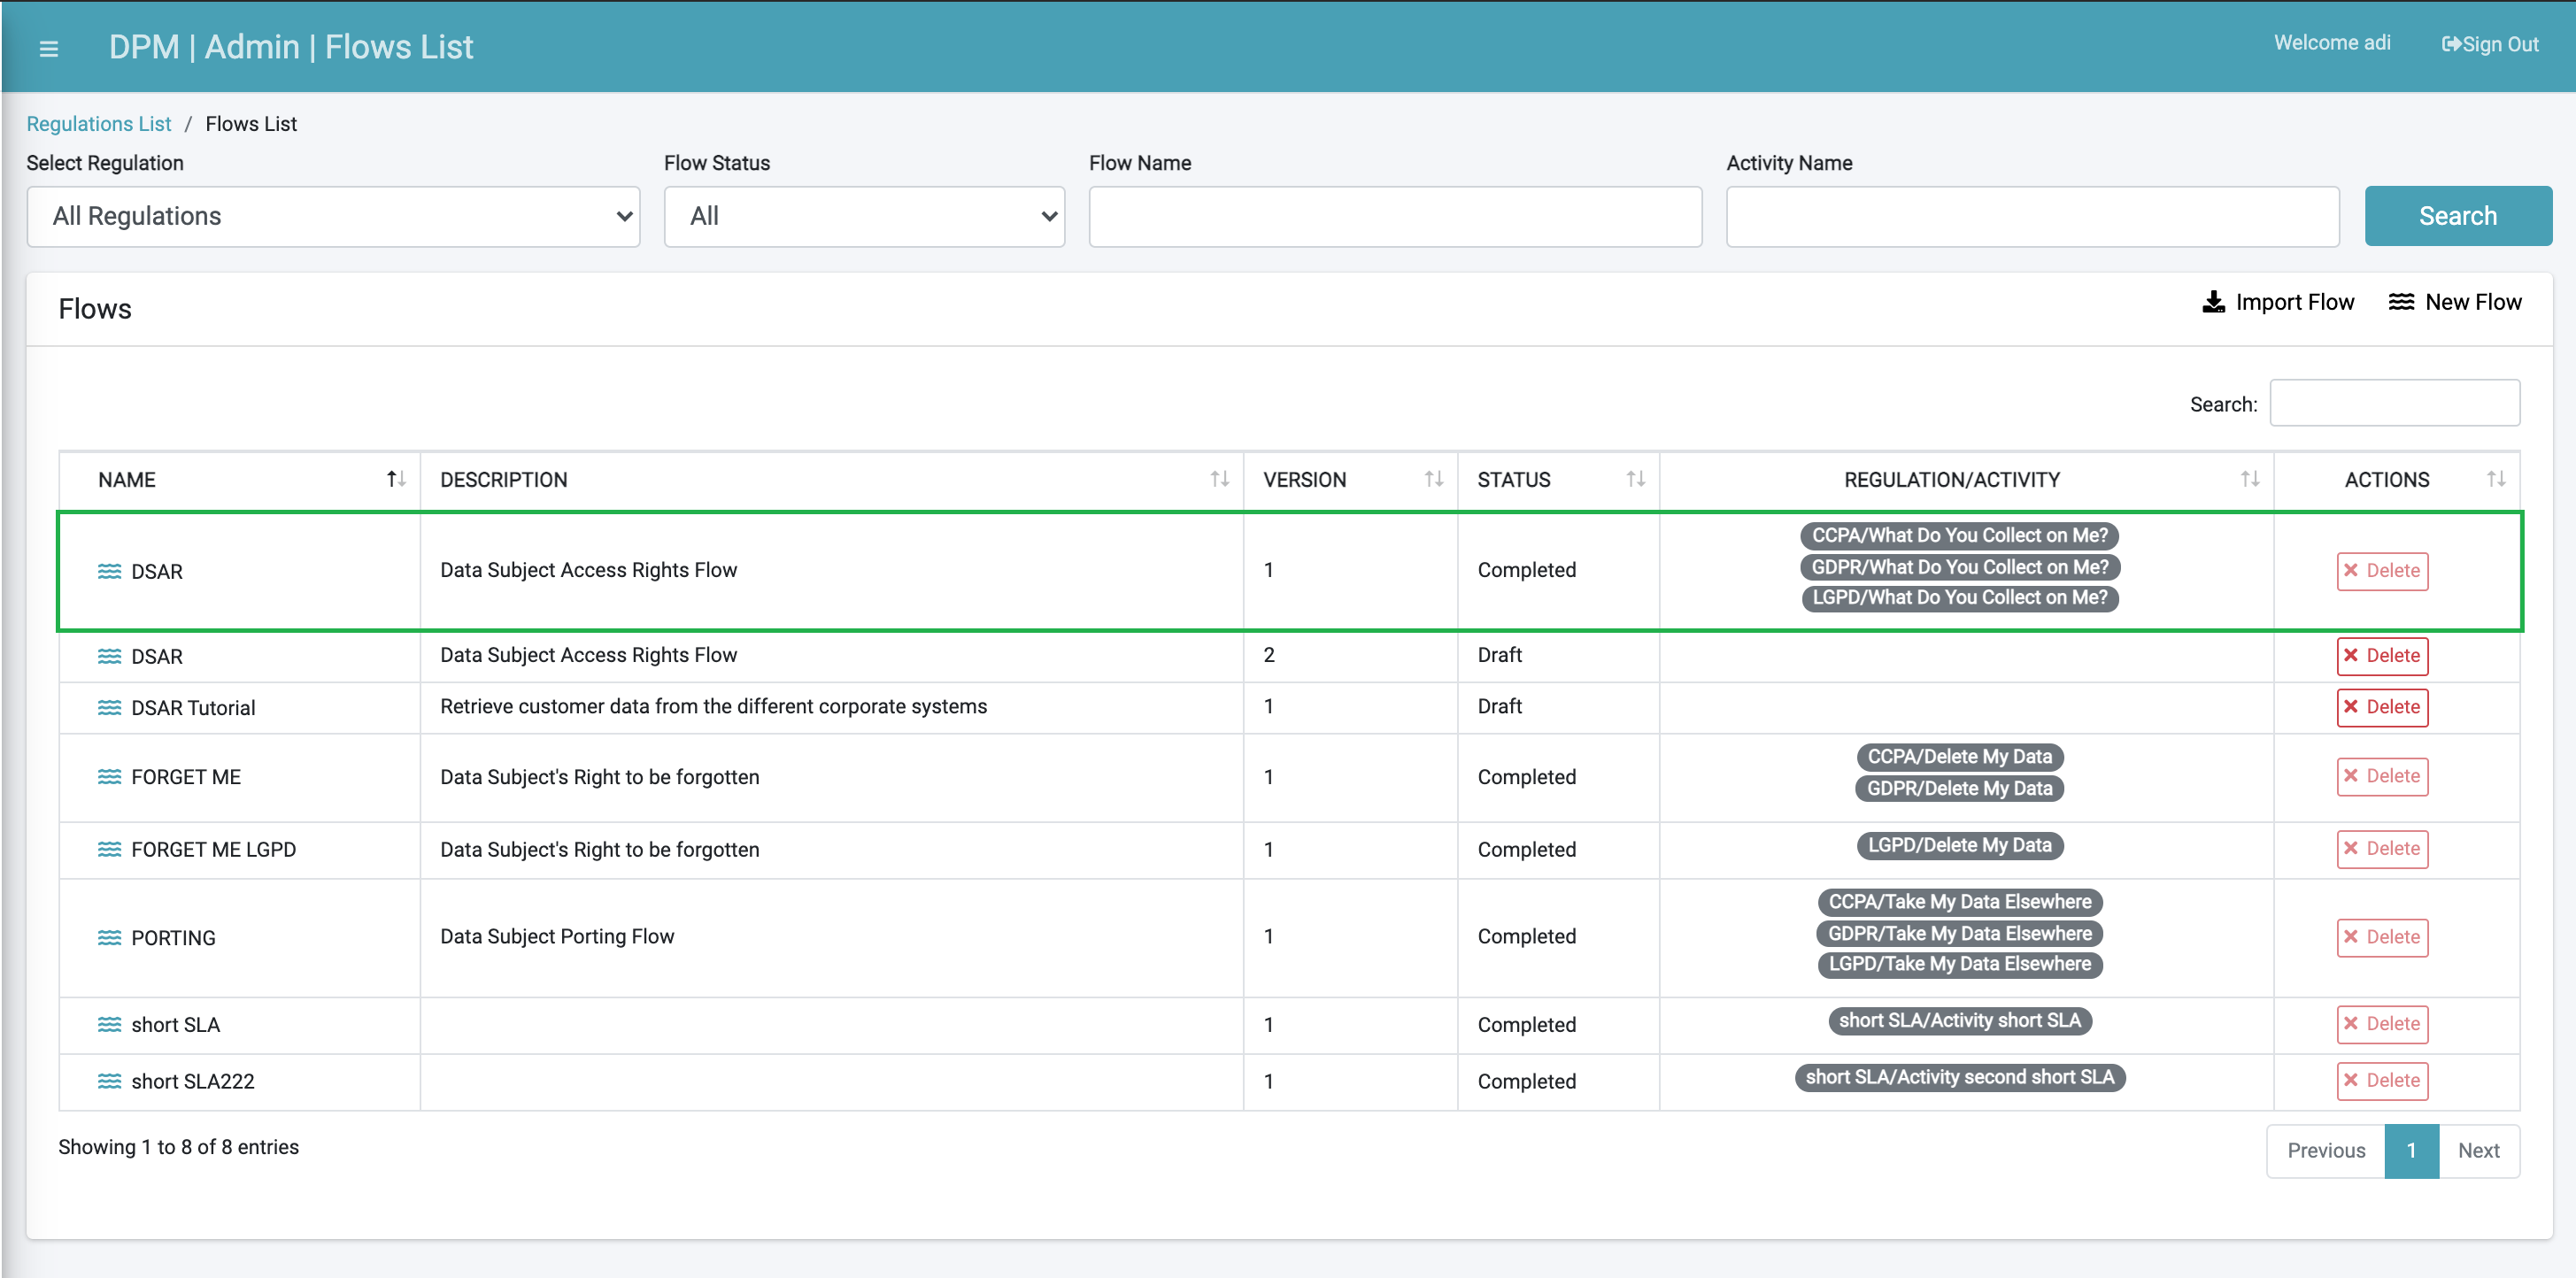 DPM | Admin | Flows List
Welcome adi
Sign Out
Regulations List / Flows List
Select Regulation
Flow Status
Flow Name
Activity Name
All Regulations
All
Search
Flows
Import Flow
New Flow
Search:
NAME DESCRIPTION VERSION STATUS REGULATION/ACTIVITY ACTIONS
DSAR Data Subject Access Rights Flow 1 Completed
CCPA/What Do You Collect on Me?
GDPR/What Do You Collect on Me?
LGPD/What Do You Collect on Me?
Delete
DSAR Data Subject Access Rights Flow 2 Draft Delete
DSAR Tutorial Retrieve customer data from the different corporate systems 1 Draft Delete
FORGET ME Data Subject's Right to be forgotten 1 Completed
CCPA/Delete My Data
GDPR/Delete My Data
Delete
FORGET ME LGPD Data Subject's Right to be forgotten 1 Completed LGPD/Delete My Data Delete
PORTING Data Subject Porting Flow 1 Completed
CCPA/Take My Data Elsewhere
GDPR/Take My Data Elsewhere
LGPD/Take My Data Elsewhere
Delete
short SLA 1 Completed short SLA/Activity short SLA Delete
short SLA222 1 Completed short SLA/Activity second short SLA Delete
Showing 1 to 8 of 8 entries
Previous 1 Next